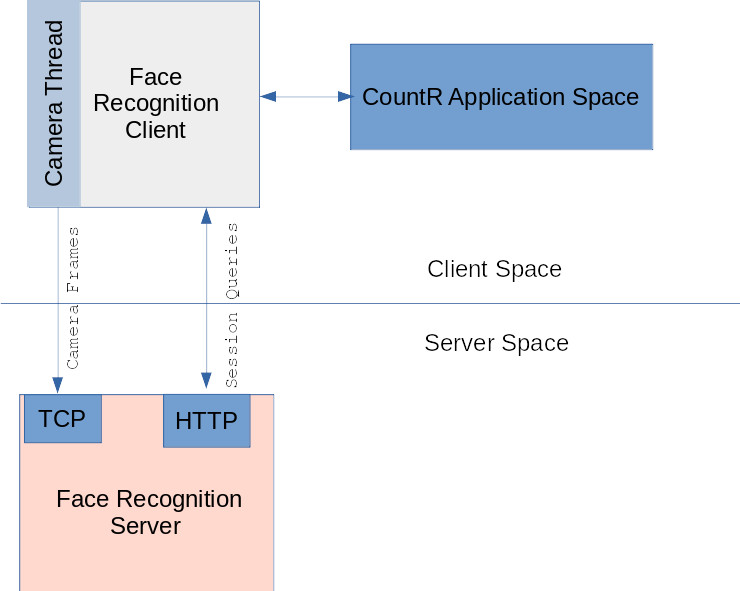 Camera Thread
Face
Recognition
Client
CountR Application Space
Camera Frames
Session Queries
Client Space
Server Space
TCP
HTTP
Face Recognition
Server